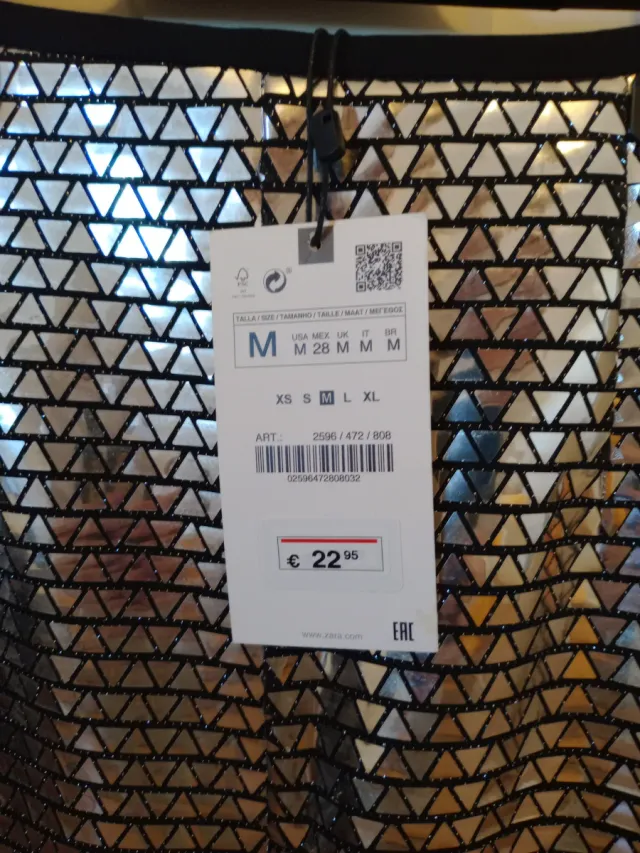 TALLA / SIZE / TAMANHO / TAILLE / MAAT / ΜΕΓΕΘΟΣ
M
USA MEX UK IT BR
M 28 M M M
XS S M L XL
ART.: 2596 / 472 / 808
02596472808032
€ 22 95
www.zara.com
EAC